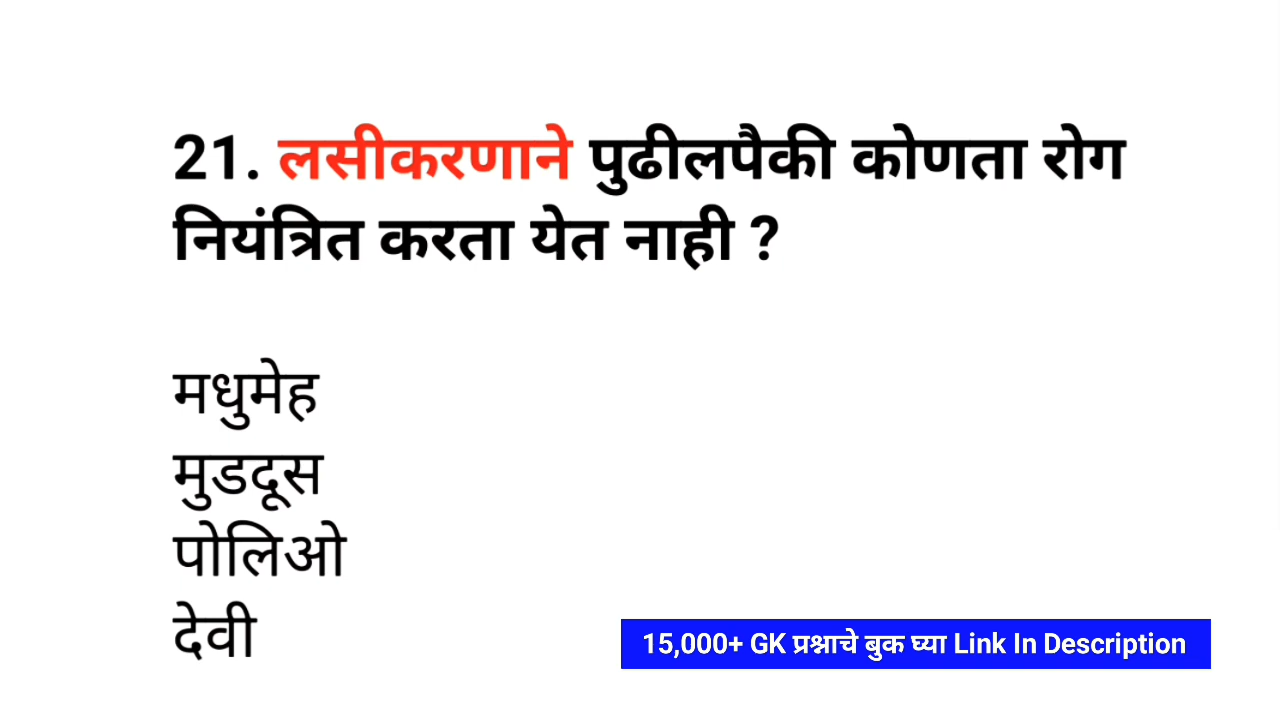 21. लसीकरणाने पुढीलपैकी कोणता रोग
नियंत्रित करता येत नाही ?
मधुमेह
मुडदूस
पोलिओ
देवी
15,000+ GK प्रश्नाचे बुक घ्या Link In Description